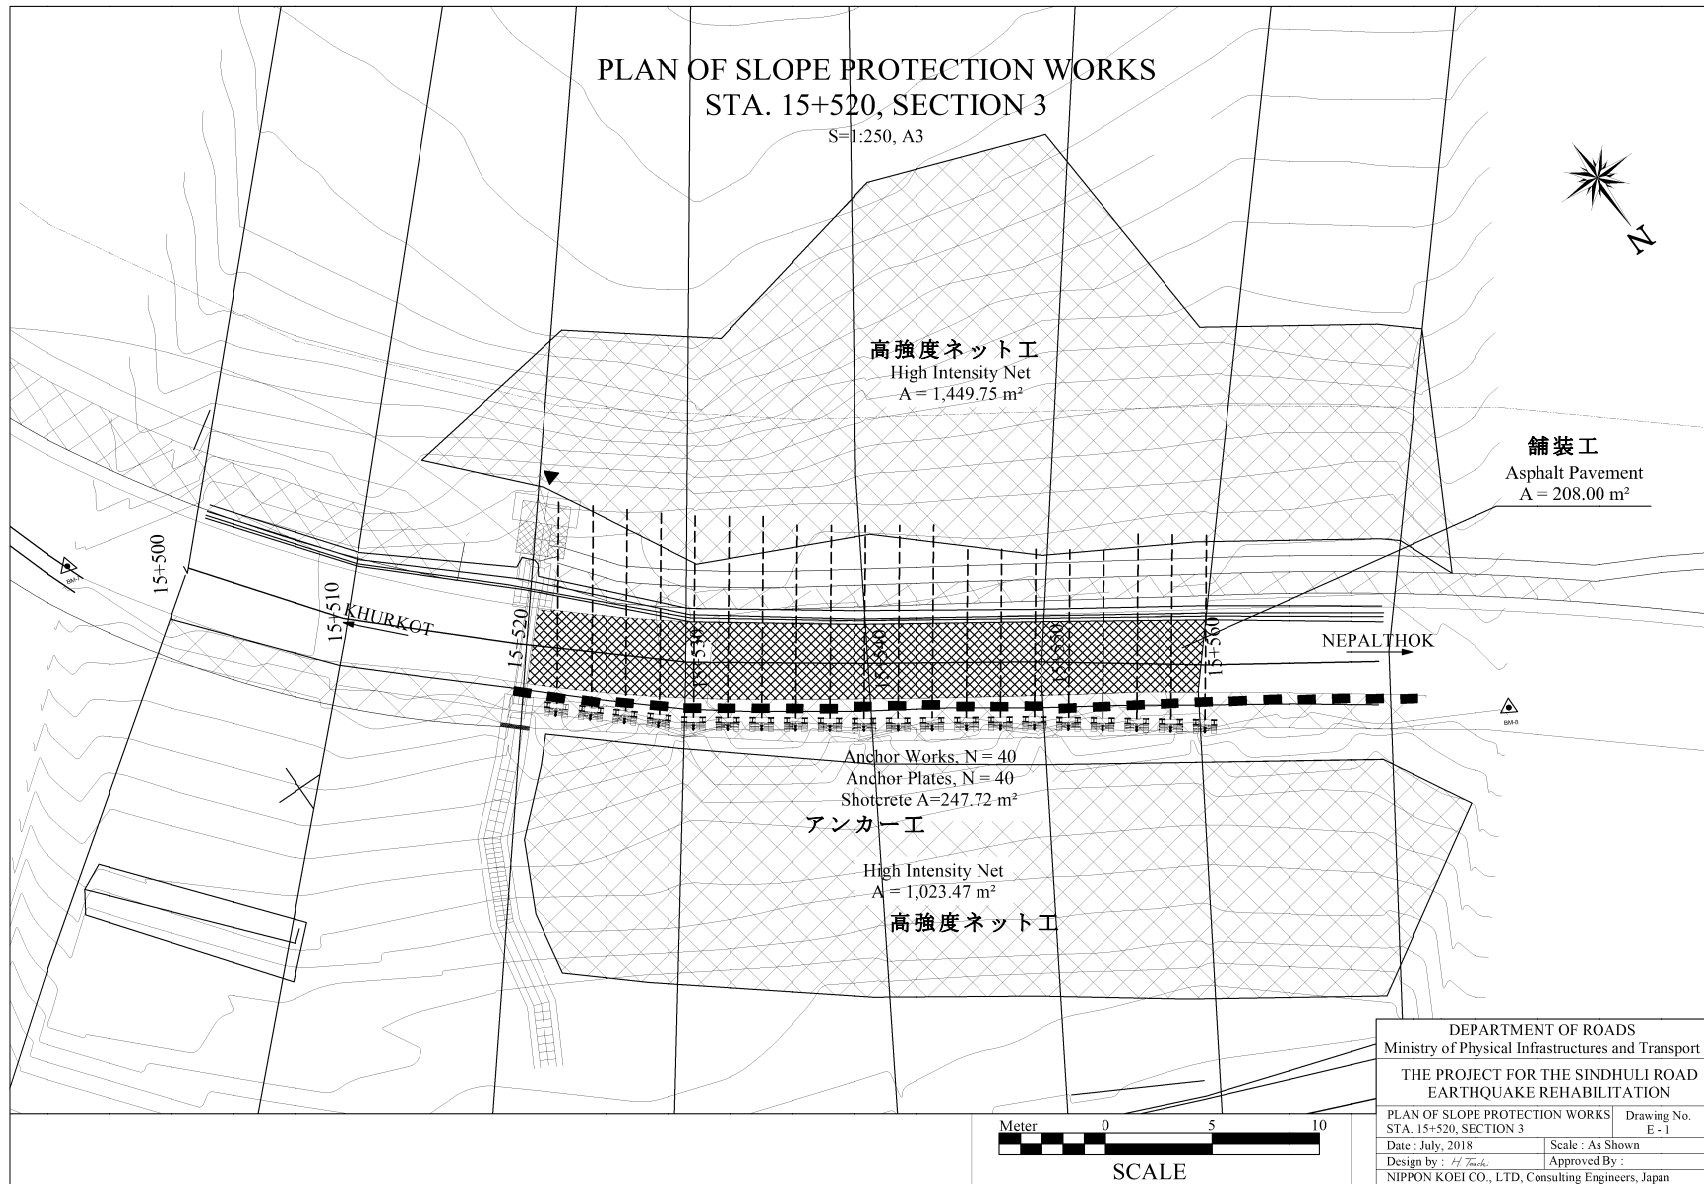 PLAN OF SLOPE PROTECTION WORKS
STA. 15+520, SECTION 3
S=1:250, A3
N
高強度ネット工
High Intensity Net
A = 1,449.75 m²
舗装工
Asphalt Pavement
A = 208.00 m²
15+500
15+510
KHURKOT
15+520
15+530
15+540
15+550
15+560
NEPALTHOK
BM-8
Anchor Works, N = 40
Anchor Plates, N = 40
Shotcrete A=247.72 m²
アンカー工
High Intensity Net
A = 1,023.47 m²
高強度ネット工
Meter 0 5 10
SCALE
DEPARTMENT OF ROADS
Ministry of Physical Infrastructures and Transport
THE PROJECT FOR THE SINDHULI ROAD
EARTHQUAKE REHABILITATION
PLAN OF SLOPE PROTECTION WORKS
STA. 15+520, SECTION 3
Drawing No.
E - 1
Date : July, 2018
Scale : As Shown
Design by :
Approved By :
NIPPON KOEI CO., LTD, Consulting Engineers, Japan